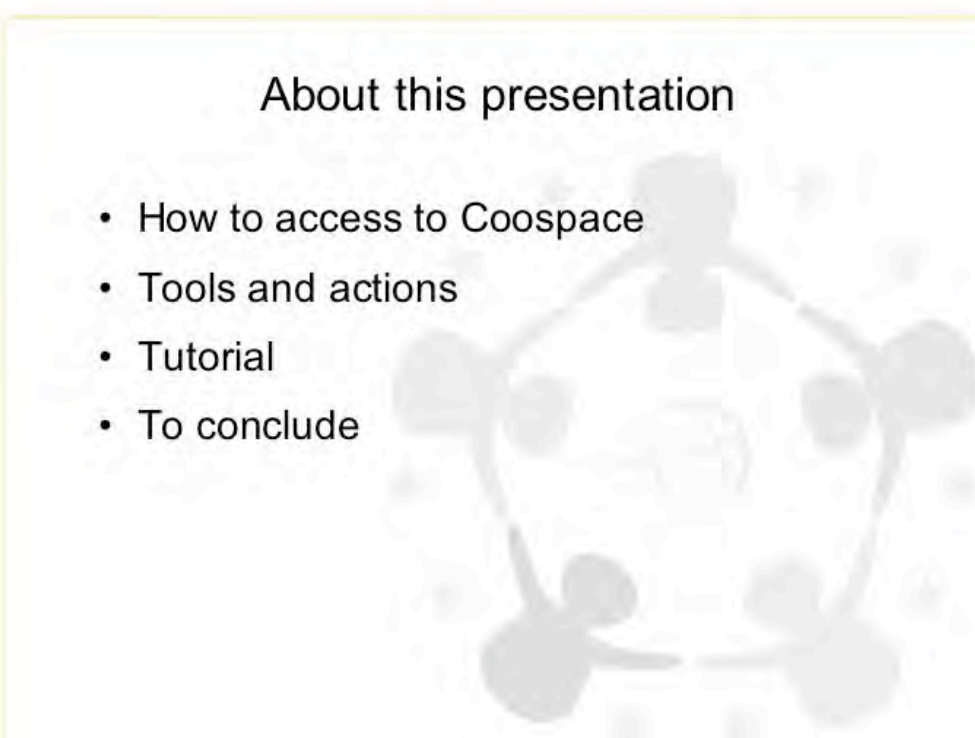 About this presentation
• How to access to Coospace
• Tools and actions
• Tutorial
• To conclude